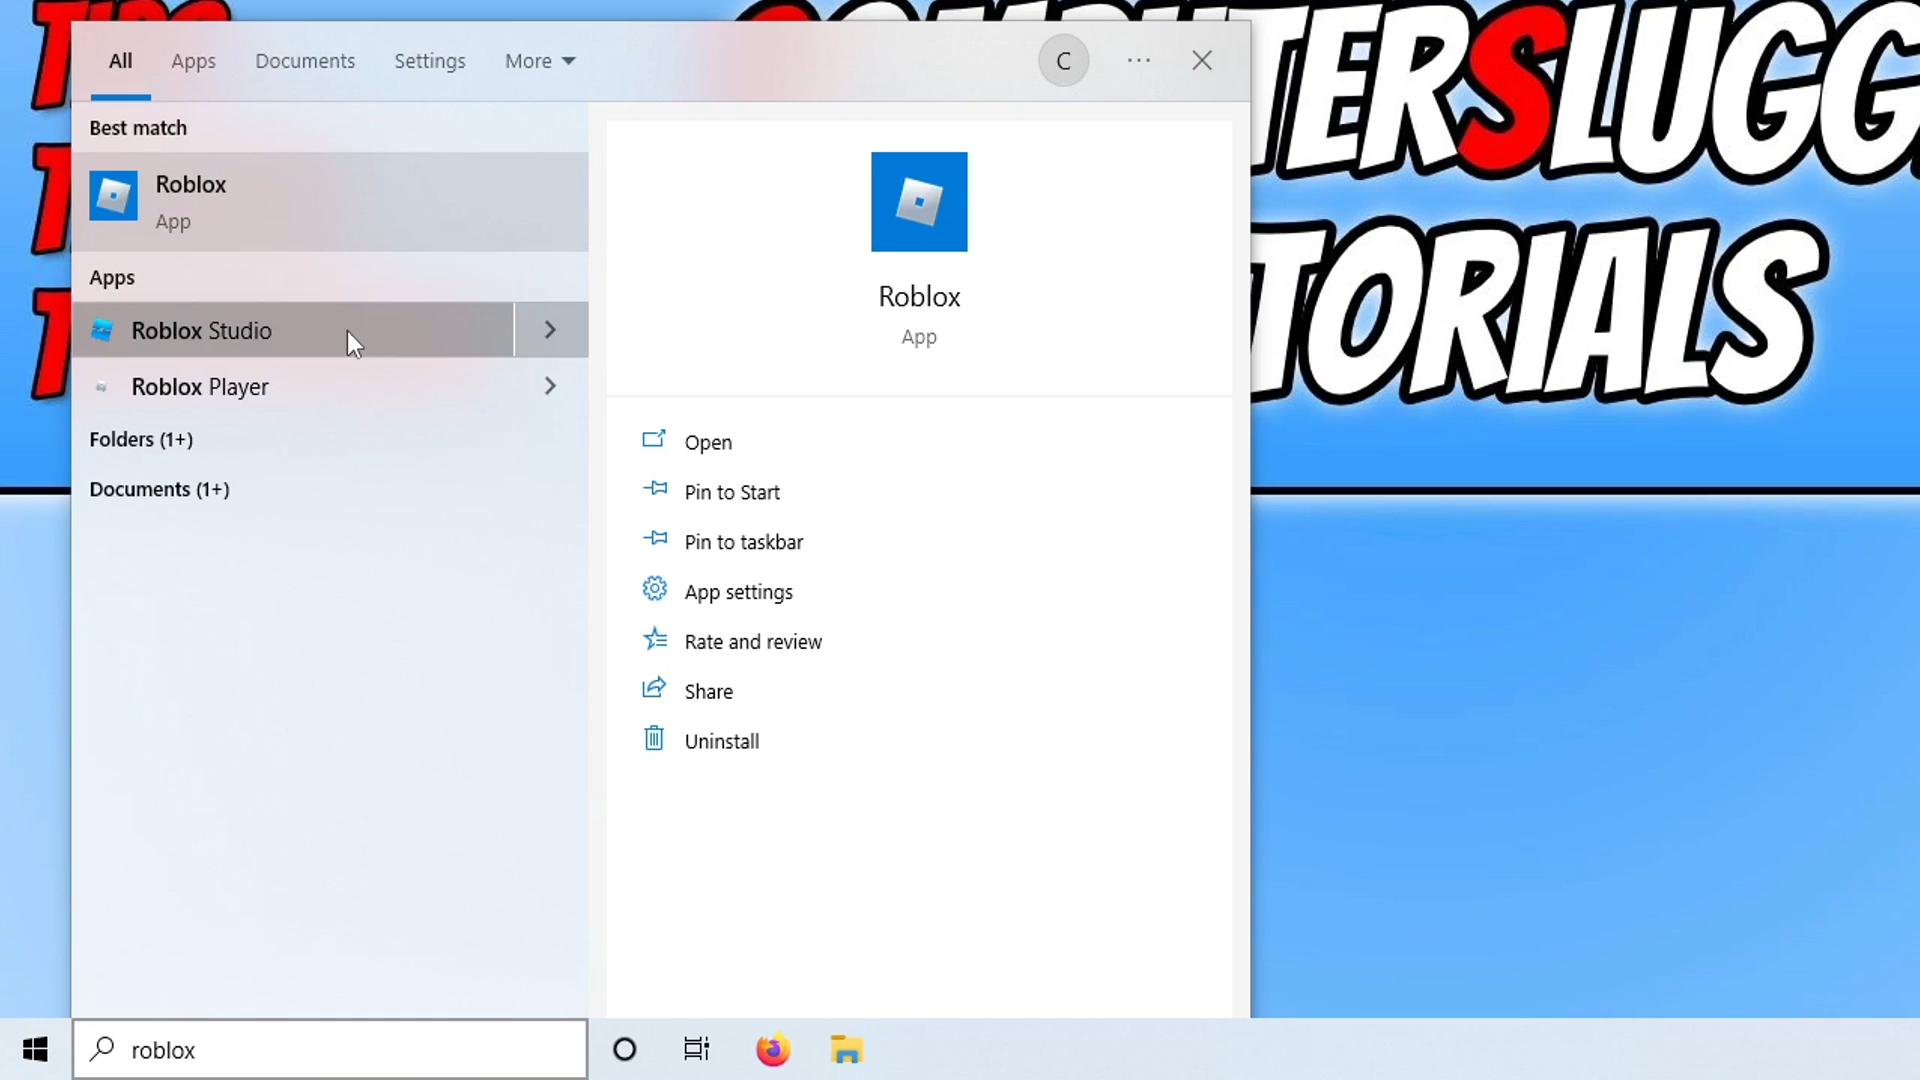 All Apps Documents Settings More
C
Best match
Roblox
App
Apps
Roblox Studio
Roblox Player
Folders (1+)
Documents (1+)
Roblox
App
Open
Pin to Start
Pin to taskbar
App settings
Rate and review
Share
Uninstall
roblox
TERSLUGG
TORIALS